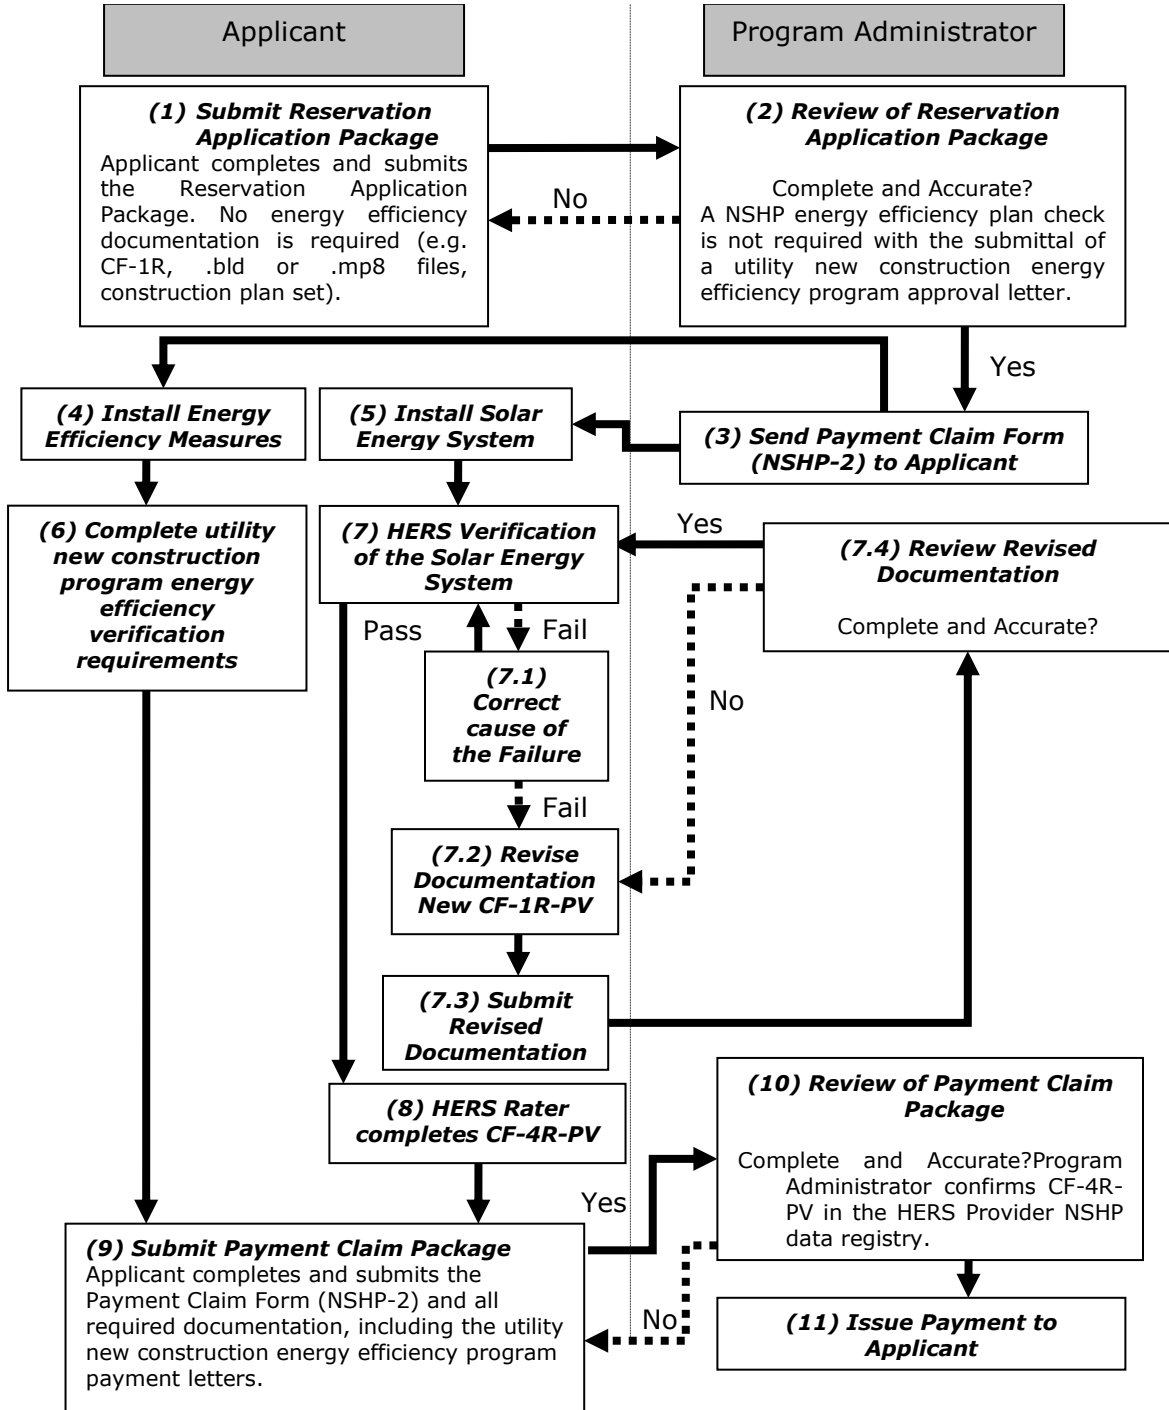 Applicant
Program Administrator
(1) Submit Reservation
Application Package
Applicant completes and submits
the Reservation Application
Package. No energy efficiency
documentation is required (e.g.
CF-1R, .bld or .mp8 files,
construction plan set).
(2) Review of Reservation
Application Package
Complete and Accurate?
A NSHP energy efficiency plan check
is not required with the submittal of
a utility new construction energy
efficiency program approval letter.
No
Yes
(3) Send Payment Claim Form
(NSHP-2) to Applicant
(4) Install Energy
Efficiency Measures
(5) Install Solar
Energy System
(6) Complete utility
new construction
program energy
efficiency
verification
requirements
(7) HERS Verification
of the Solar Energy
System
Yes
(7.4) Review Revised
Documentation
Complete and Accurate?
Pass
Fail
(7.1)
Correct
cause of
the Failure
No
Fail
(7.2) Revise
Documentation
New CF-1R-PV
(7.3) Submit
Revised
Documentation
(8) HERS Rater
completes CF-4R-PV
(10) Review of Payment Claim
Package
Complete and Accurate?Program
Administrator confirms CF-4R-
PV in the HERS Provider NSHP
data registry.
Yes
(9) Submit Payment Claim Package
Applicant completes and submits the
Payment Claim Form (NSHP-2) and all
required documentation, including the utility
new construction energy efficiency program
payment letters.
No
(11) Issue Payment to
Applicant